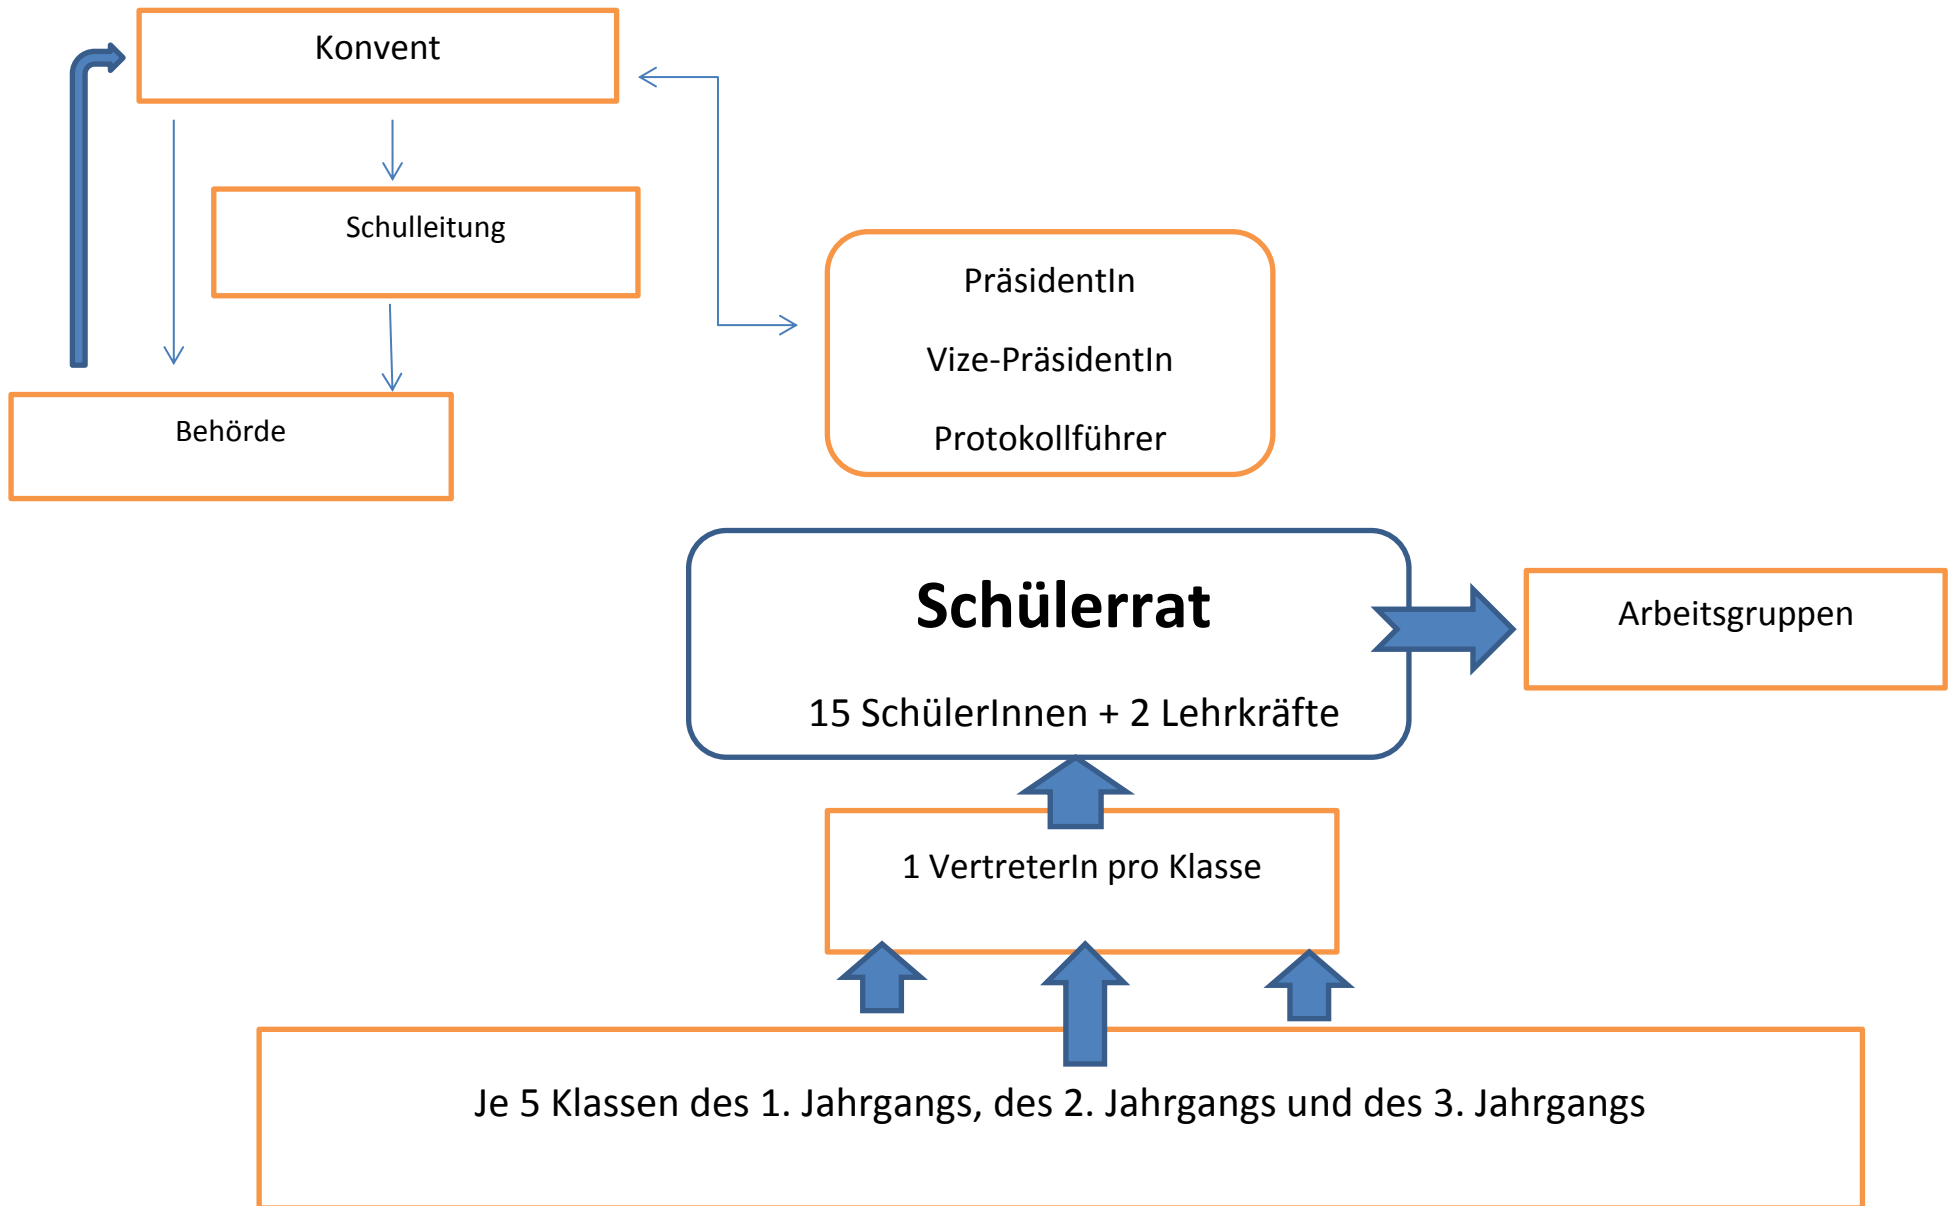 Konvent
Schulleitung
Behörde
PräsidentIn
Vize-PräsidentIn
Protokollführer
Schülerrat
15 SchülerInnen + 2 Lehrkräfte
Arbeitsgruppen
1 VertreterIn pro Klasse
Je 5 Klassen des 1. Jahrgangs, des 2. Jahrgangs und des 3. Jahrgangs